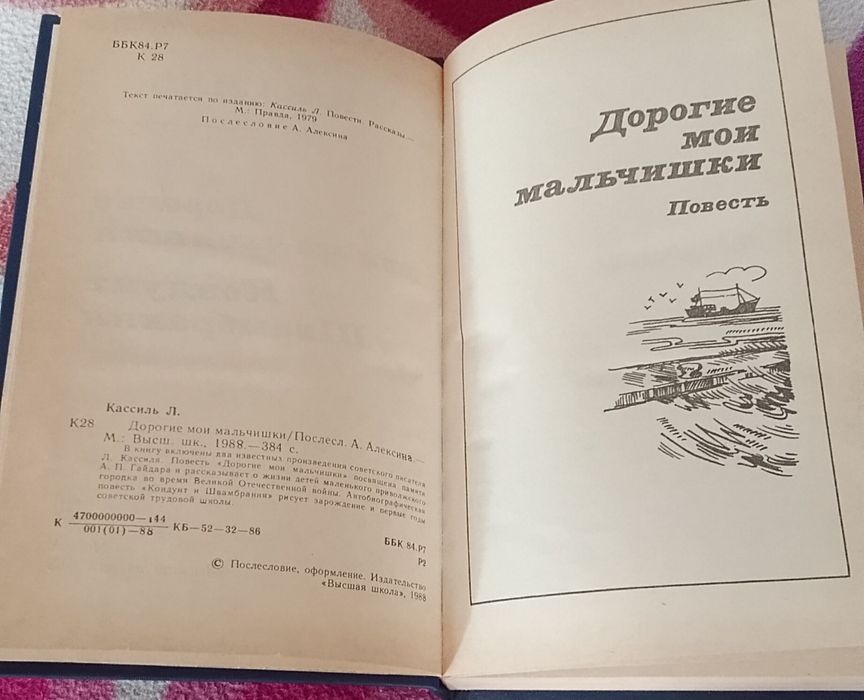 ББК84.Р7
К 28
Текст печатается по изданию: Кассиль Л. Повести. Рассказы.—
М.: Правда, 1979
Послесловие А. Алексина
Кассиль Л.
К28 Дорогие мои мальчишки/Послесл. А. Алексина.—
М.: Высш. шк., 1988.—384 с.
В книгу включены два известных произведения советского писателя
Л. Кассиля. Повесть «Дорогие мои мальчишки» посвящена памяти
А. П. Гайдара и рассказывает о жизни детей маленького приволжского
городка во время Великой Отечественной войны. Автобиографическая
повесть «Кондуит и Швамбрания» рисует зарождение и первые годы
советской трудовой школы.
К 4700000000—144
001(01)—88 КБ—52—32—86
ББК 84.Р7
Р2
© Послесловие, оформление. Издательство
«Высшая школа», 1988
Дорогие
мои
мальчишки
Повесть